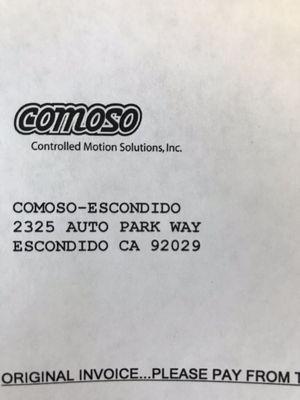 comoso
Controlled Motion Solutions, Inc.
COMOSO-ESCONDIDO
2325 AUTO PARK WAY
ESCONDIDO CA 92029
ORIGINAL INVOICE...PLEASE PAY FROM